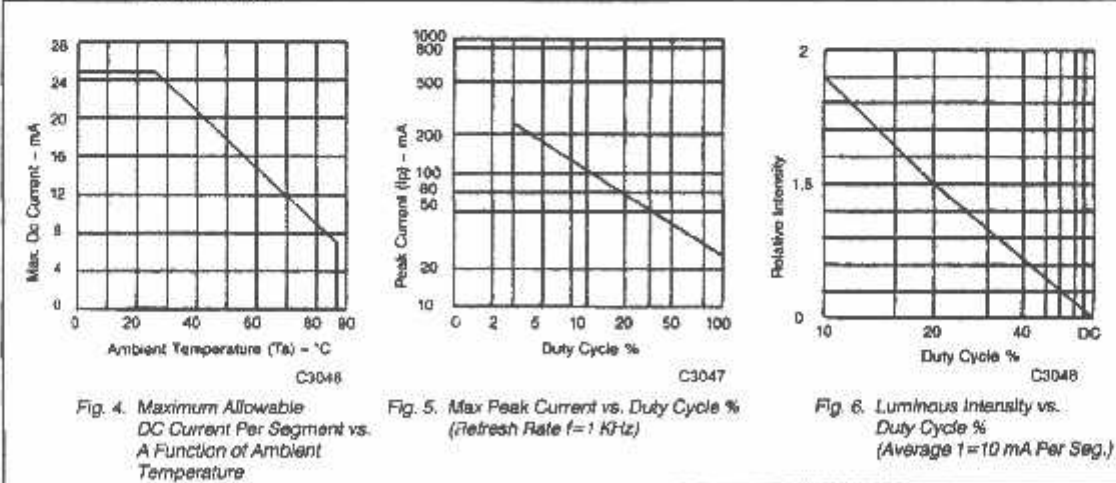 28
24
20
16
12
8
4
0
Max. Dc Current – mA
0 20 40 60 80 90
Ambient Temperature (Ta) – °C
C3046
Fig. 4. Maximum Allowable
DC Current Per Segment vs.
A Function of Ambient
Temperature
1000
800
500
200
100
80
50
20
10
Peak Current (Ip) – mA
0 2 5 10 20 50 100
Duty Cycle %
C3047
Fig. 5. Max Peak Current vs. Duty Cycle %
(Refresh Rate f=1 KHz)
2
1.5
0
Relative Intensity
10 20 40 DC
Duty Cycle %
C3048
Fig. 6. Luminous Intensity vs.
Duty Cycle %
(Average 1=10 mA Per Seg.)